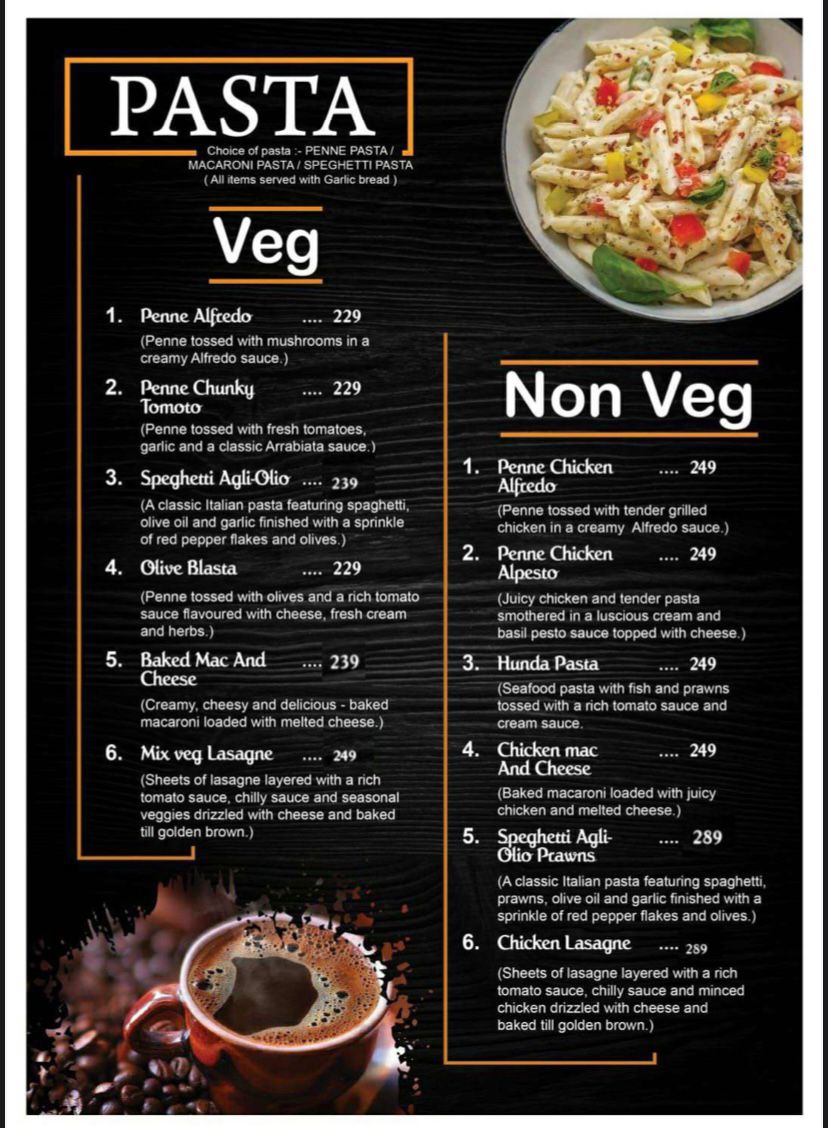 PASTA
Choice of pasta :- PENNE PASTA /
MACARONI PASTA / SPEGHETTI PASTA
( All items served with Garlic bread )
Veg
1. Penne Alfredo .... 229
(Penne tossed with mushrooms in a
creamy Alfredo sauce.)
2. Penne Chunky .... 229
Tomoto
(Penne tossed with fresh tomatoes,
garlic and a classic Arrabiata sauce.)
3. Speghetti Agli-Olio .... 239
(A classic Italian pasta featuring spaghetti,
olive oil and garlic finished with a sprinkle
of red pepper flakes and olives.)
4. Olive Blasta .... 229
(Penne tossed with olives and a rich tomato
sauce flavoured with cheese, fresh cream
and herbs.)
5. Baked Mac And .... 239
Cheese
(Creamy, cheesy and delicious - baked
macaroni loaded with melted cheese.)
6. Mix veg Lasagne .... 249
(Sheets of lasagne layered with a rich
tomato sauce, chilly sauce and seasonal
veggies drizzled with cheese and baked
till golden brown.)
Non Veg
1. Penne Chicken .... 249
Alfredo
(Penne tossed with tender grilled
chicken in a creamy Alfredo sauce.)
2. Penne Chicken .... 249
Alpesto
(Juicy chicken and tender pasta
smothered in a luscious cream and
basil pesto sauce topped with cheese.)
3. Hunda Pasta .... 249
(Seafood pasta with fish and prawns
tossed with a rich tomato sauce and
cream sauce.
4. Chicken mac .... 249
And Cheese
(Baked macaroni loaded with juicy
chicken and melted cheese.)
5. Speghetti Agli- .... 289
Olio Prawns
(A classic Italian pasta featuring spaghetti,
prawns, olive oil and garlic finished with a
sprinkle of red pepper flakes and olives.)
6. Chicken Lasagne .... 289
(Sheets of lasagne layered with a rich
tomato sauce, chilly sauce and minced
chicken drizzled with cheese and
baked till golden brown.)